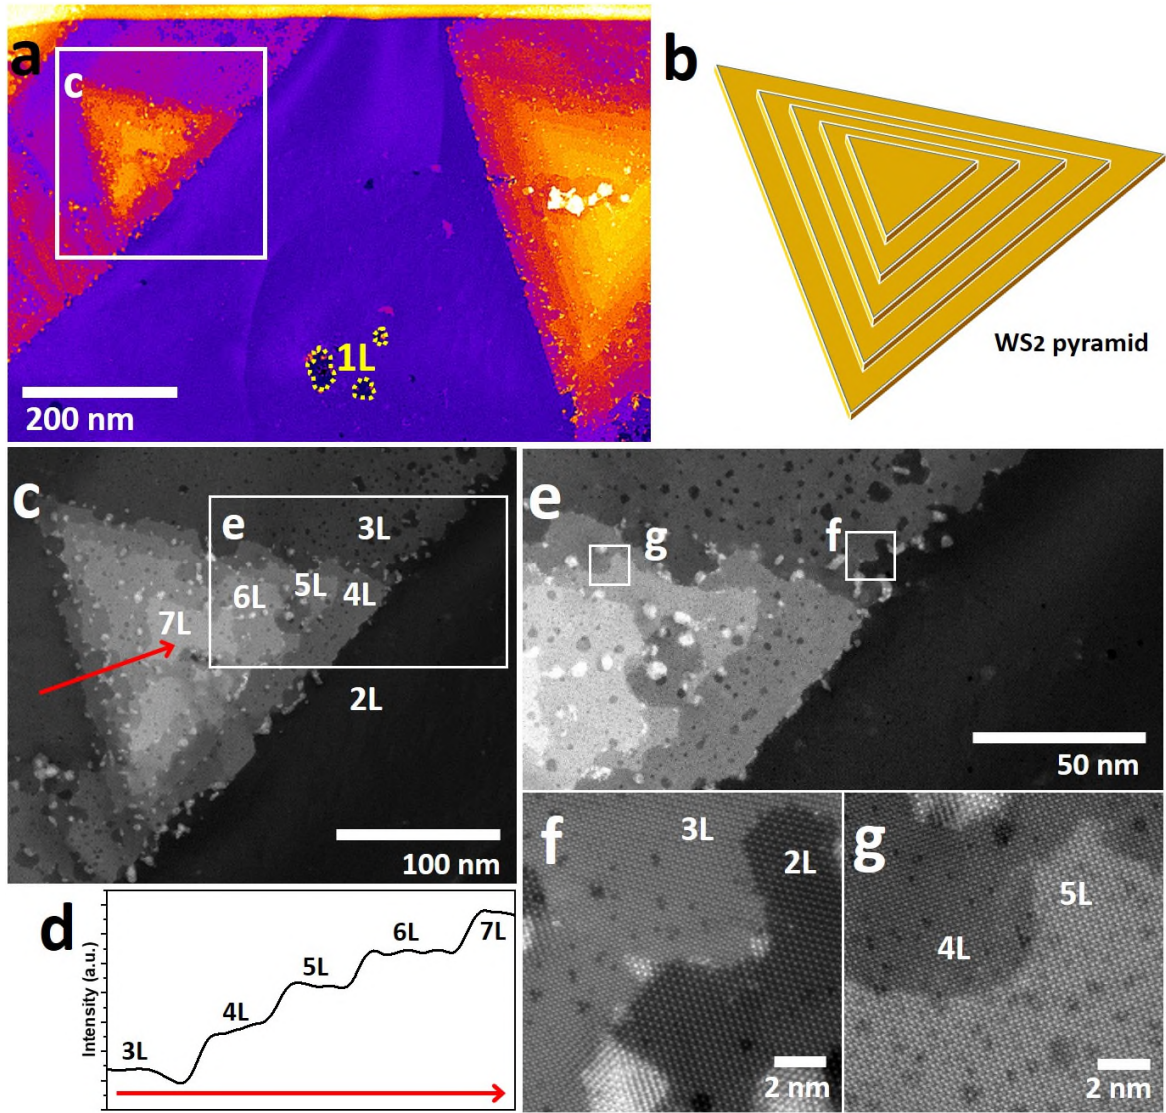 a
c
1L
200 nm
b
WS2 pyramid
c
e
3L
6L
5L
4L
7L
2L
100 nm
e
g
f
50 nm
d
Intensity (a.u.)
3L
4L
5L
6L
7L
f
3L
2L
2 nm
g
5L
4L
2 nm